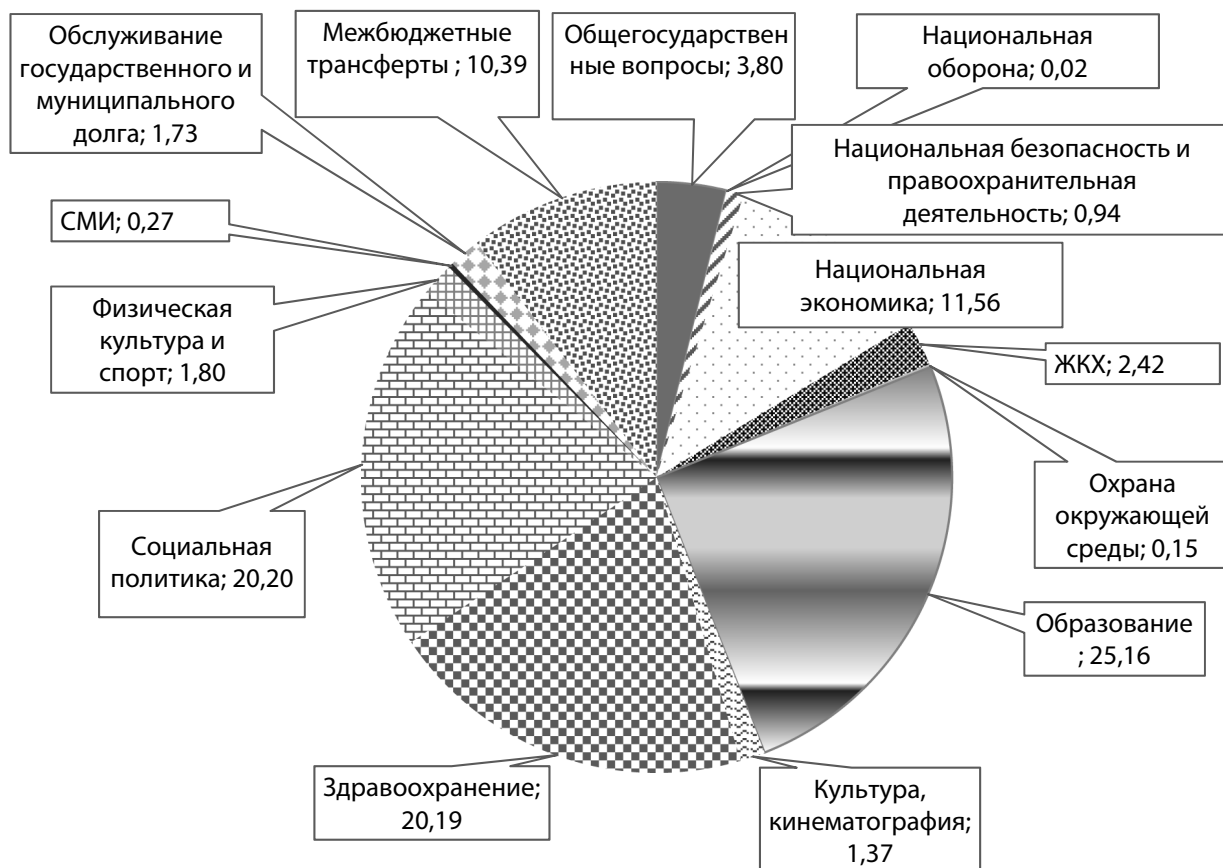 Обслуживание
государственного и
муниципального
долга; 1,73
Межбюджетные
трансферты ; 10,39
Общегосударствен
ные вопросы; 3,80
Национальная
оборона; 0,02
Национальная безопасность и
правоохранительная
деятельность; 0,94
СМИ; 0,27
Национальная
экономика; 11,56
Физическая
культура и
спорт; 1,80
ЖКХ; 2,42
Охрана
окружающей
среды; 0,15
Социальная
политика; 20,20
Образование
; 25,16
Здравоохранение;
20,19
Культура,
кинематография;
1,37